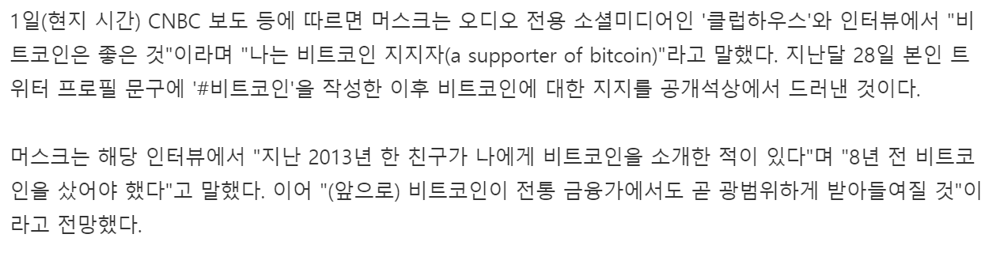 1일(현지 시간) CNBC 보도 등에 따르면 머스크는 오디오 전용 소셜미디어인 '클럽하우스'와 인터뷰에서 "비
트코인은 좋은 것"이라며 "나는 비트코인 지지자(a supporter of bitcoin)"라고 말했다. 지난달 28일 본인 트
위터 프로필 문구에 '#비트코인'을 작성한 이후 비트코인에 대한 지지를 공개석상에서 드러낸 것이다.
머스크는 해당 인터뷰에서 "지난 2013년 한 친구가 나에게 비트코인을 소개한 적이 있다"며 "8년 전 비트코
인을 샀어야 했다"고 말했다. 이어 "(앞으로) 비트코인이 전통 금융가에서도 곧 광범위하게 받아들여질 것"이
라고 전망했다.